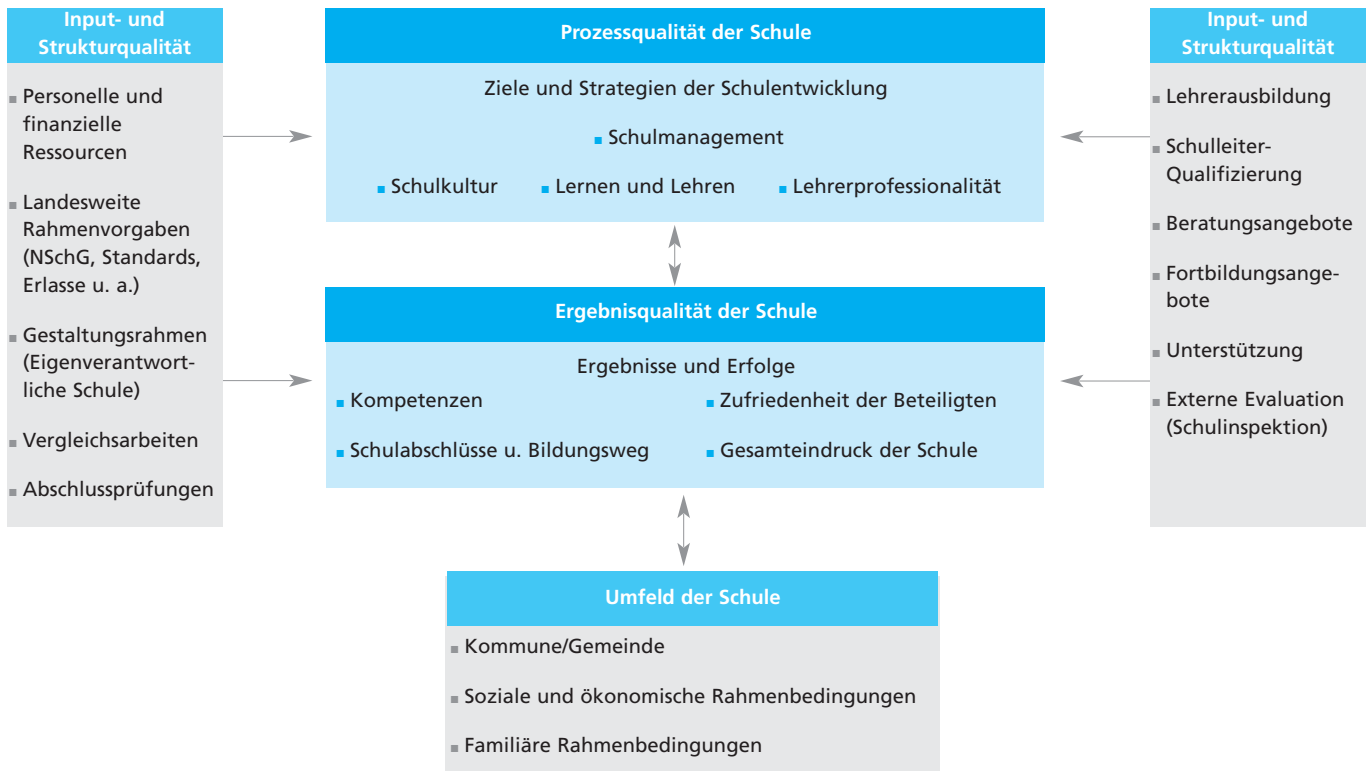 Input- und
Strukturqualität
■ Personelle und
finanzielle
Ressourcen
■ Landesweite
Rahmenvorgaben
(NSchG, Standards,
Erlasse u. a.)
■ Gestaltungsrahmen
(Eigenverantwort-
liche Schule)
■ Vergleichsarbeiten
■ Abschlussprüfungen
Prozessqualität der Schule
Ziele und Strategien der Schulentwicklung
■ Schulmanagement
■ Schulkultur ■ Lernen und Lehren ■ Lehrerprofessionalität
Ergebnisqualität der Schule
Ergebnisse und Erfolge
■ Kompetenzen ■ Zufriedenheit der Beteiligten
■ Schulabschlüsse u. Bildungsweg ■ Gesamteindruck der Schule
Umfeld der Schule
■ Kommune/Gemeinde
■ Soziale und ökonomische Rahmenbedingungen
■ Familiäre Rahmenbedingungen
Input- und
Strukturqualität
■ Lehrerausbildung
■ Schulleiter-
Qualifizierung
■ Beratungsangebote
■ Fortbildungsange-
bote
■ Unterstützung
■ Externe Evaluation
(Schulinspektion)